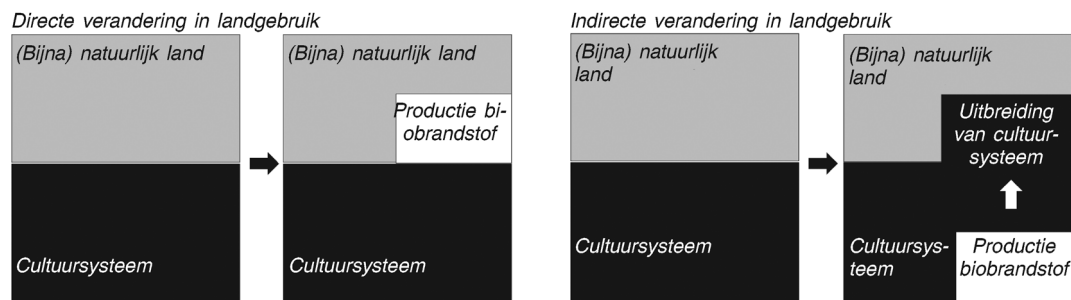 Directe verandering in landgebruik
(Bijna) natuurlijk land
Cultuursysteem
(Bijna) natuurlijk land
Productie bi-
obrandstof
Cultuursysteem
Indirecte verandering in landgebruik
(Bijna) natuurlijk
land
Cultuursysteem
(Bijna) natuurlijk
land
Uitbreiding
van cultuur-
systeem
Cultuursys-
teem
Productie
biobrandstof